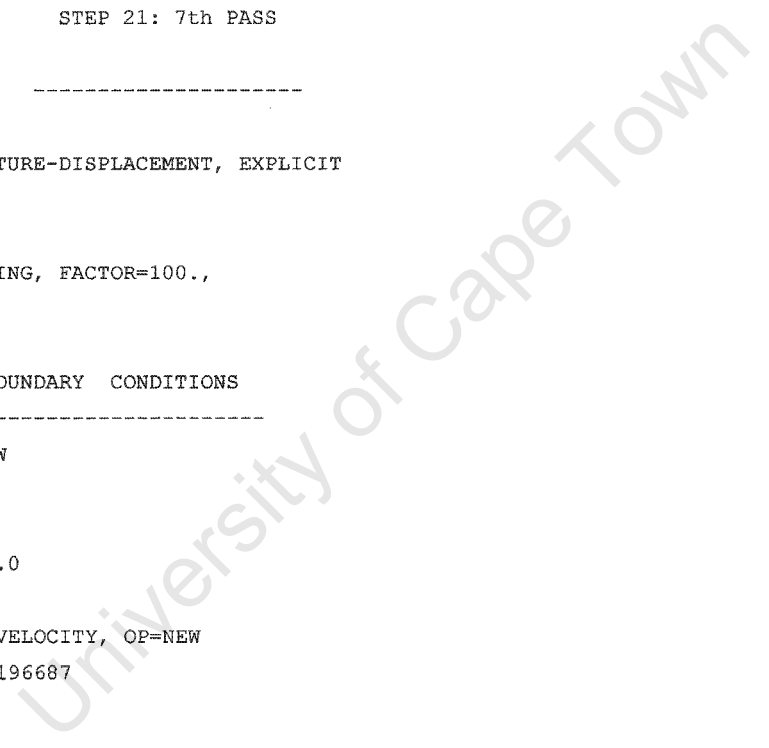 STEP 21: 7th PASS
---------------------
TURE-DISPLACEMENT, EXPLICIT
ING, FACTOR=100.,
OUNDARY CONDITIONS
---------------------
W
.0
VELOCITY, OP=NEW
196687
University of Cape Town